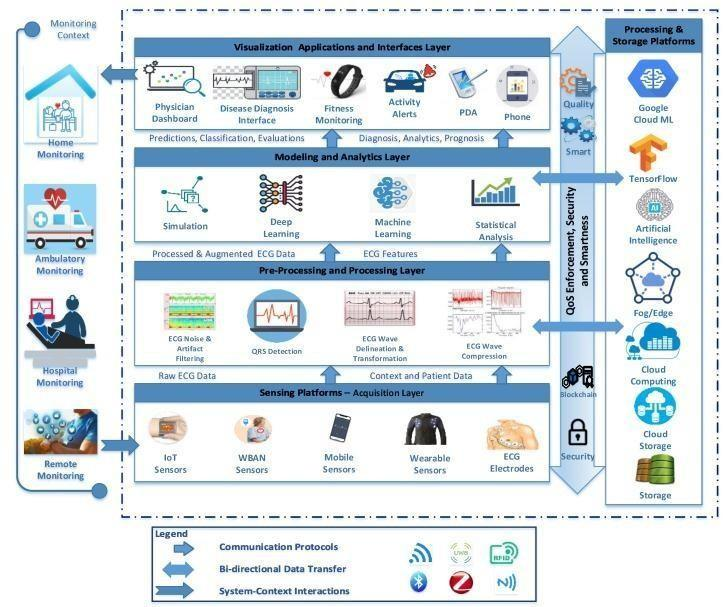 Monitoring
Context
Home
Monitoring
Ambulatory
Monitoring
Hospital
Monitoring
Remote
Monitoring
Visualization Applications and Interfaces Layer
Physician
Dashboard
Disease Diagnosis
Interface
Fitness
Monitoring
Activity
Alerts
PDA
Phone
Predictions, Classification, Evaluations
Diagnosis, Analytics, Prognosis
Modeling and Analytics Layer
Simulation
Deep
Learning
Machine
Learning
Statistical
Analysis
Processed & Augmented ECG Data
ECG Features
Pre-Processing and Processing Layer
ECG Noise &
Artifact
Filtering
QRS Detection
ECG Wave
Delineation &
Transformation
ECG Wave
Compression
Raw ECG Data
Context and Patient Data
Sensing Platforms – Acquisition Layer
IoT
Sensors
WBAN
Sensors
Mobile
Sensors
Wearable
Sensors
ECG
Electrodes
Quality
Smart
QoS Enforcement, Security
and Smartness
Blockchain
Security
Processing &
Storage Platforms
Google
Cloud ML
TensorFlow
AI
Artificial
Intelligence
Fog/Edge
Cloud
Computing
Cloud
Storage
Storage
Legend
Communication Protocols
Bi-directional Data Transfer
System-Context Interactions
UWB
RFID